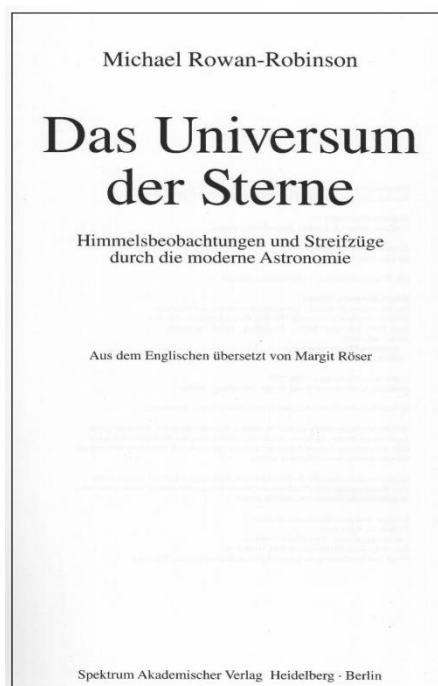 Michael Rowan-Robinson
Das Universum
der Sterne
Himmelsbeobachtungen und Streifzüge
durch die moderne Astronomie
Aus dem Englischen übersetzt von Margit Röser
Spektrum Akademischer Verlag Heidelberg · Berlin